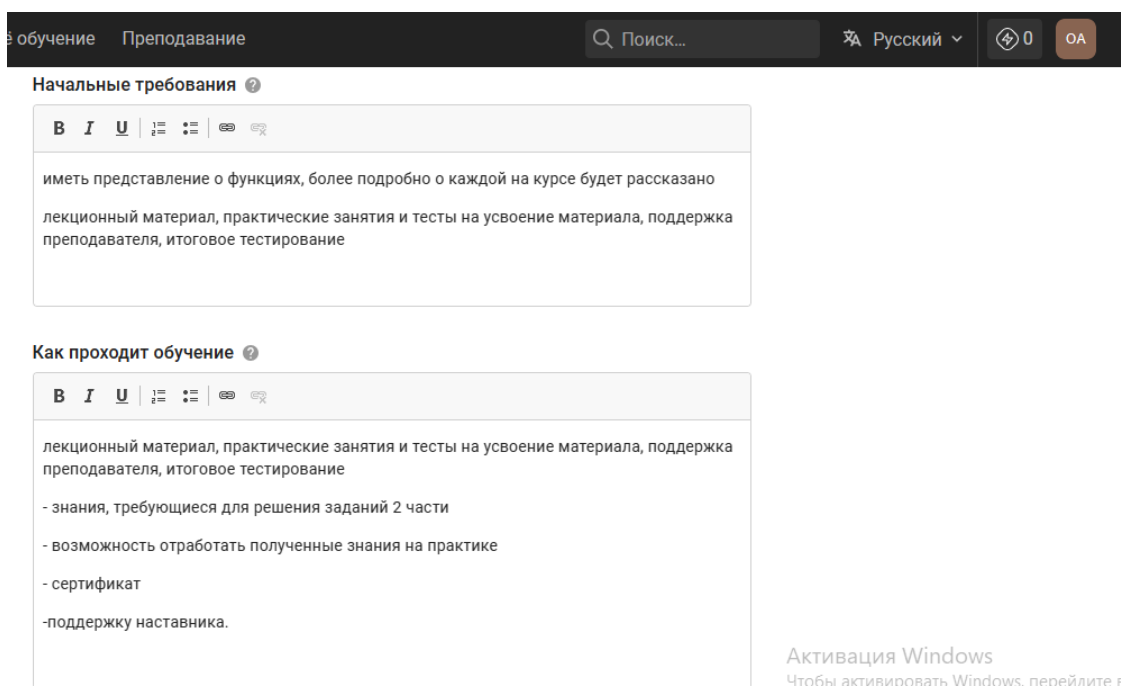 ё обучение Преподавание Поиск... Русский 0 OA
Начальные требования
B I U
иметь представление о функциях, более подробно о каждой на курсе будет рассказано
лекционный материал, практические занятия и тесты на усвоение материала, поддержка
преподавателя, итоговое тестирование
Как проходит обучение
B I U
лекционный материал, практические занятия и тесты на усвоение материала, поддержка
преподавателя, итоговое тестирование
- знания, требующиеся для решения заданий 2 части
- возможность отработать полученные знания на практике
- сертификат
-поддержку наставника.
Активация Windows
Чтобы активировать Windows, перейдите в